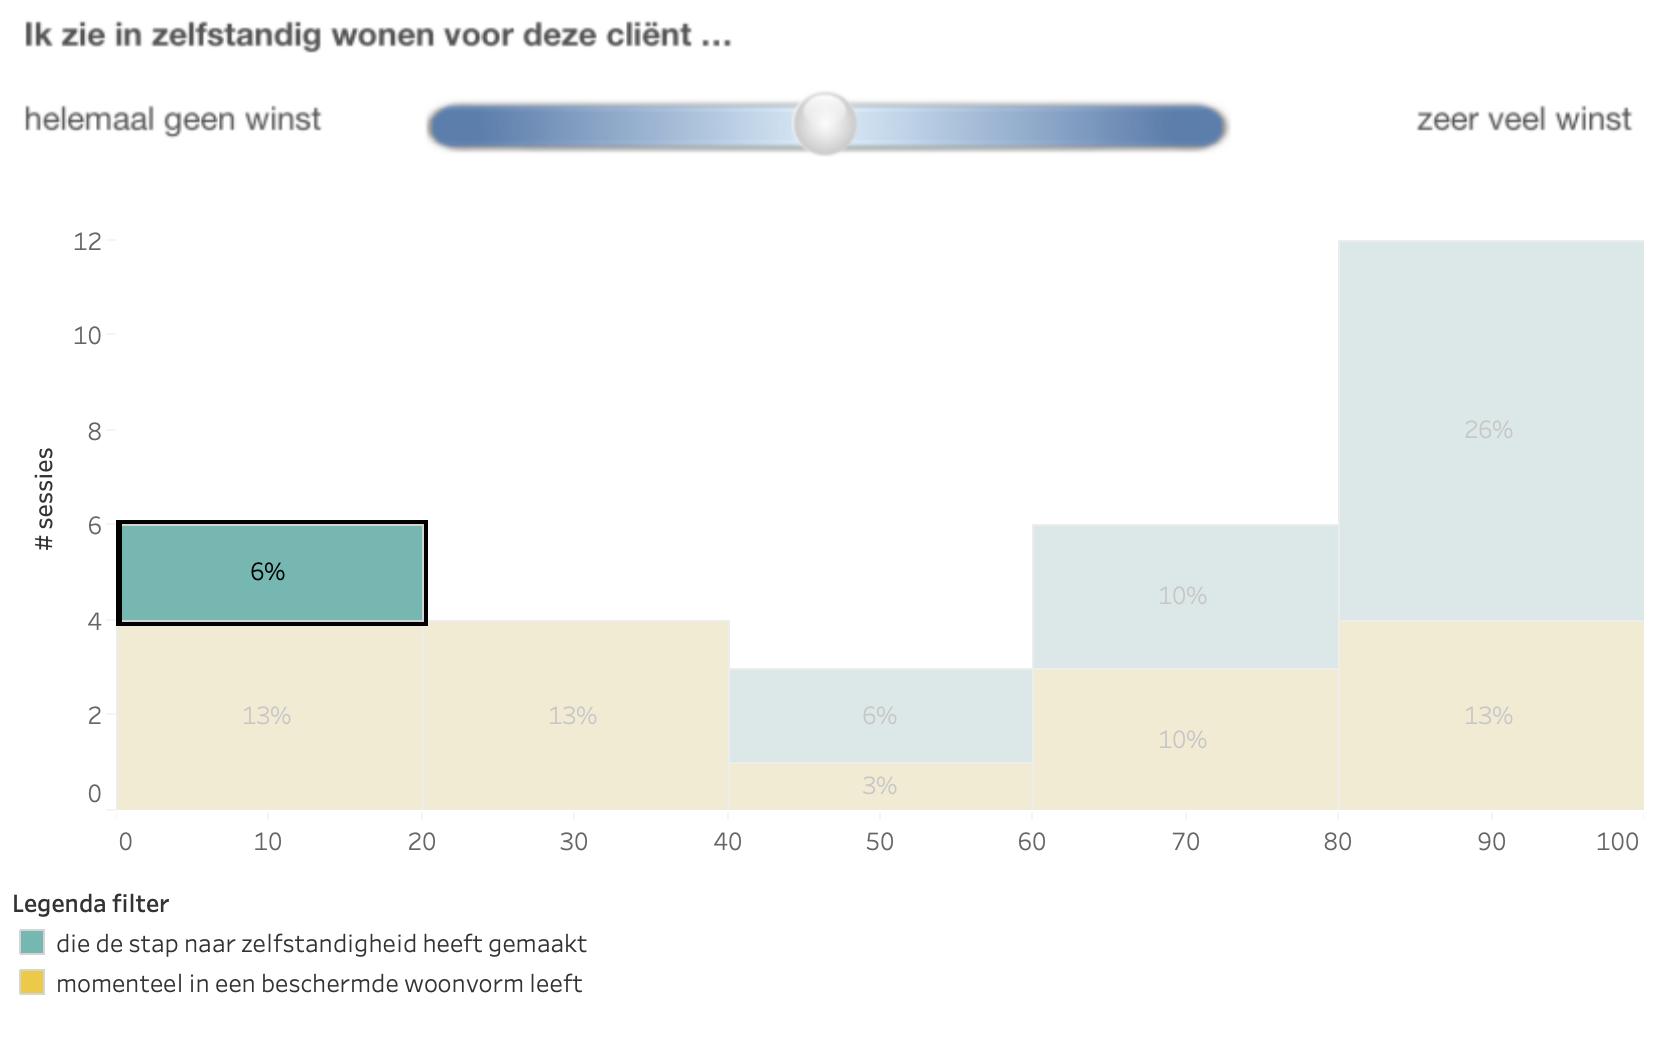 Ik zie in zelfstandig wonen voor deze cliënt ...
helemaal geen winst
zeer veel winst
12
10
8
6
4
2
0
# sessies
26%
6%
10%
13%
13%
6%
13%
10%
3%
0 10 20 30 40 50 60 70 80 90 100
Legenda filter
die de stap naar zelfstandigheid heeft gemaakt
momenteel in een beschermde woonvorm leeft